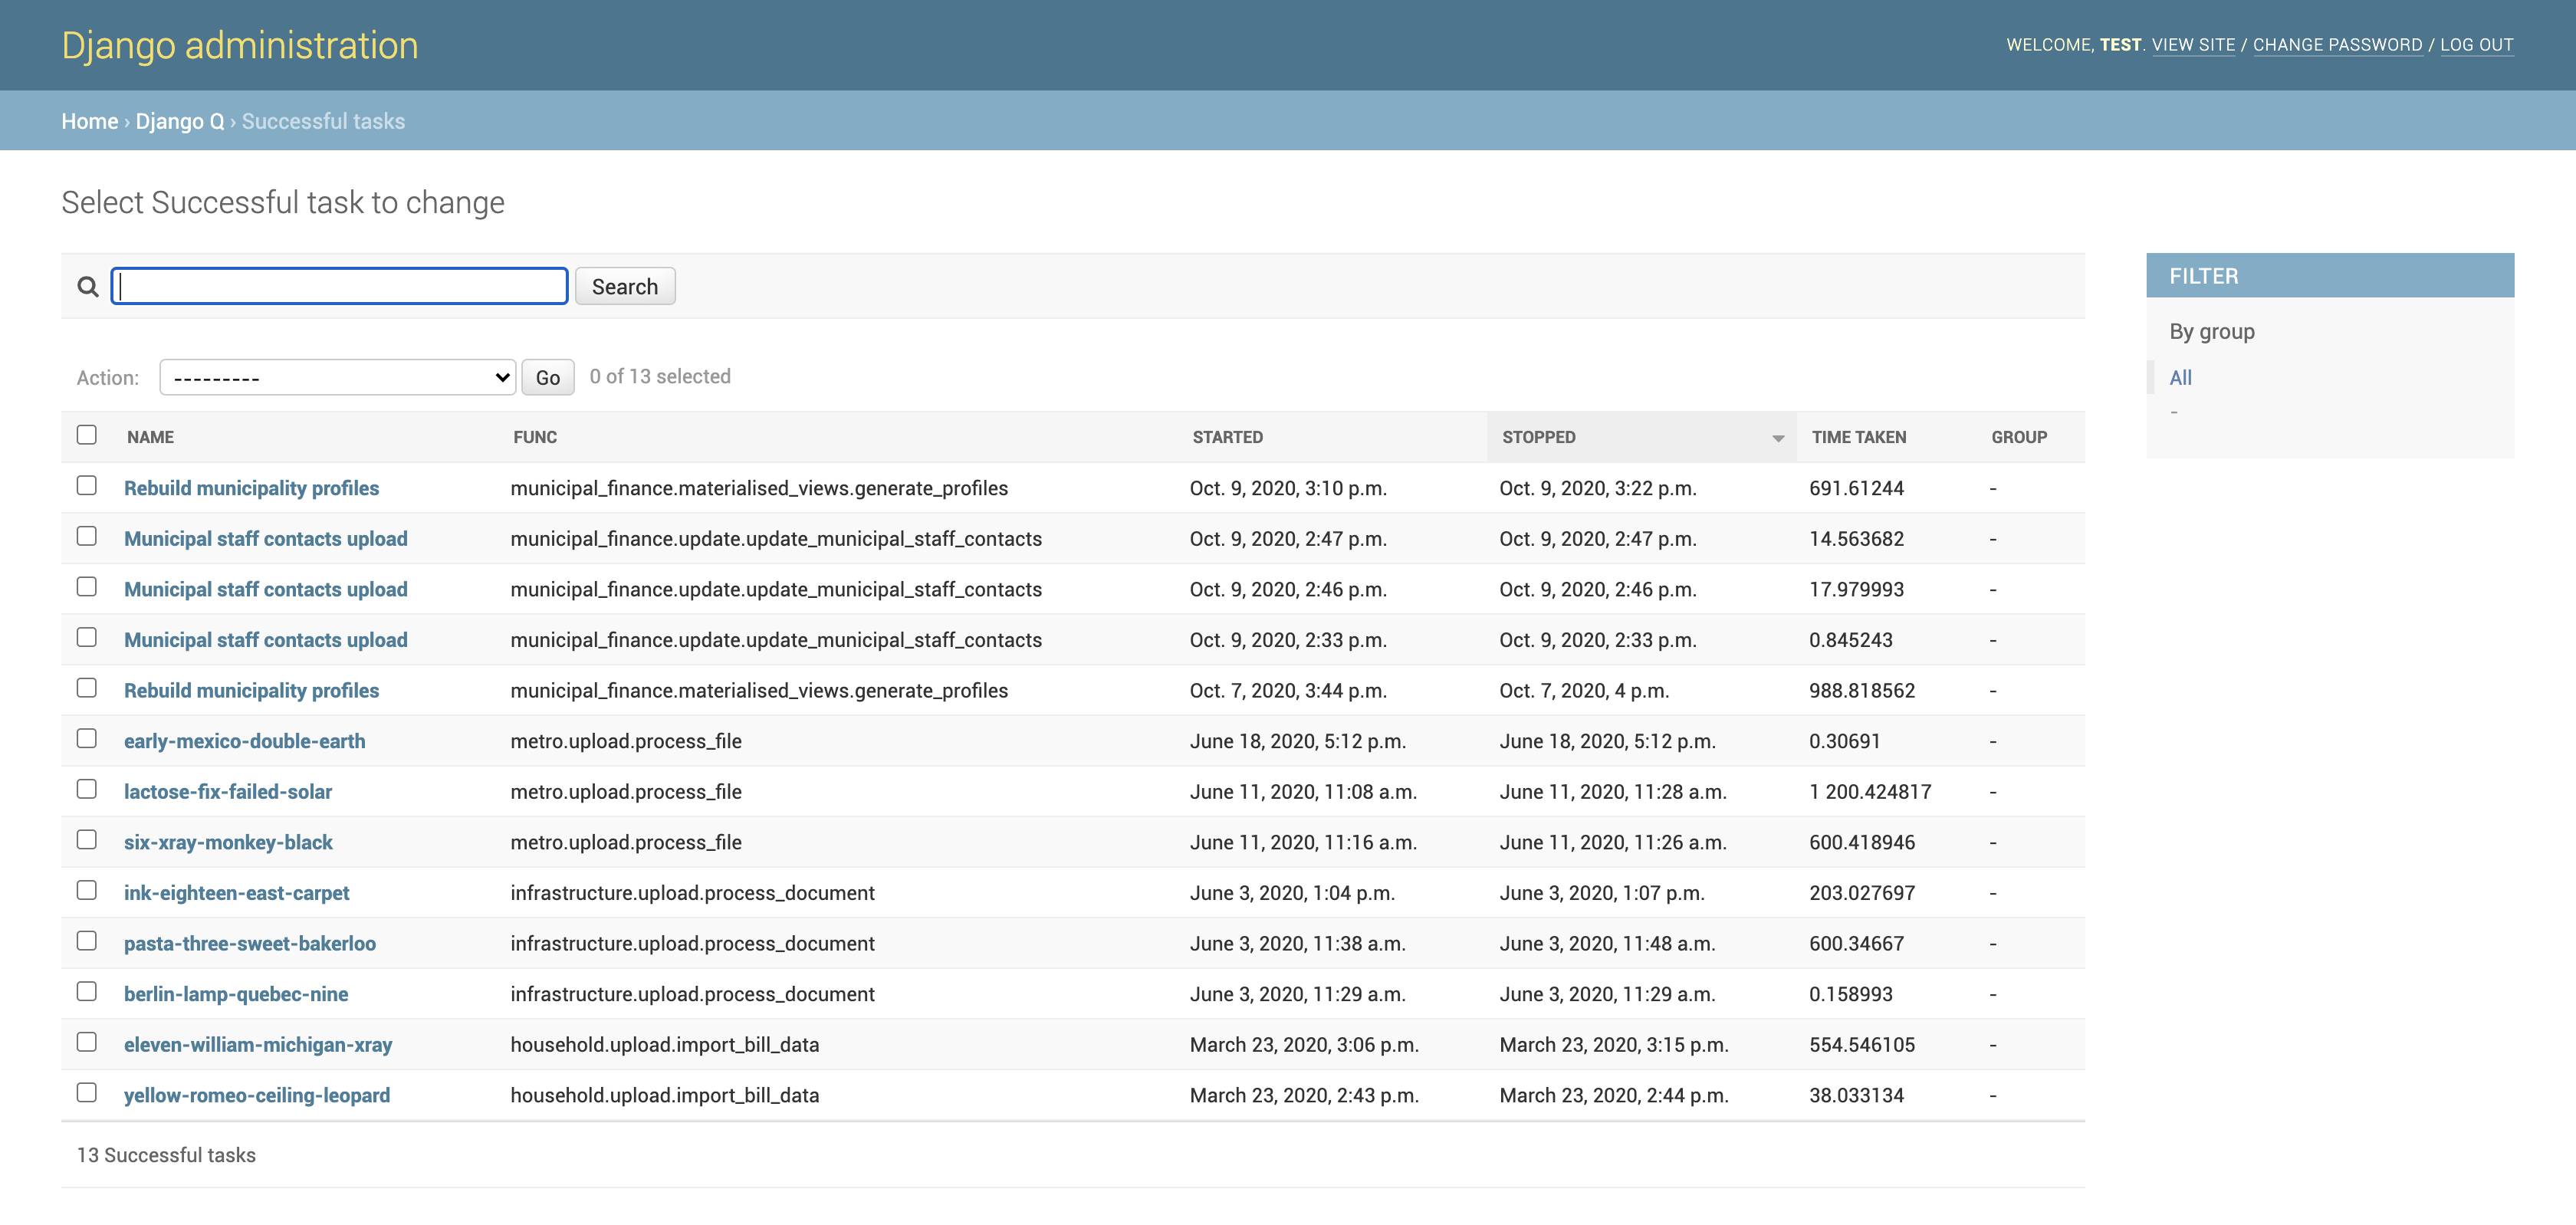 Django administration
WELCOME, TEST. VIEW SITE / CHANGE PASSWORD / LOG OUT
Home › Django Q › Successful tasks
Select Successful task to change
Search
FILTER
By group
All
-
Action: --------- Go 0 of 13 selected
NAME FUNC STARTED STOPPED TIME TAKEN GROUP
Rebuild municipality profiles municipal_finance.materialised_views.generate_profiles Oct. 9, 2020, 3:10 p.m. Oct. 9, 2020, 3:22 p.m. 691.61244 -
Municipal staff contacts upload municipal_finance.update.update_municipal_staff_contacts Oct. 9, 2020, 2:47 p.m. Oct. 9, 2020, 2:47 p.m. 14.563682 -
Municipal staff contacts upload municipal_finance.update.update_municipal_staff_contacts Oct. 9, 2020, 2:46 p.m. Oct. 9, 2020, 2:46 p.m. 17.979993 -
Municipal staff contacts upload municipal_finance.update.update_municipal_staff_contacts Oct. 9, 2020, 2:33 p.m. Oct. 9, 2020, 2:33 p.m. 0.845243 -
Rebuild municipality profiles municipal_finance.materialised_views.generate_profiles Oct. 7, 2020, 3:44 p.m. Oct. 7, 2020, 4 p.m. 988.818562 -
early-mexico-double-earth metro.upload.process_file June 18, 2020, 5:12 p.m. June 18, 2020, 5:12 p.m. 0.30691 -
lactose-fix-failed-solar metro.upload.process_file June 11, 2020, 11:08 a.m. June 11, 2020, 11:28 a.m. 1 200.424817 -
six-xray-monkey-black metro.upload.process_file June 11, 2020, 11:16 a.m. June 11, 2020, 11:26 a.m. 600.418946 -
ink-eighteen-east-carpet infrastructure.upload.process_document June 3, 2020, 1:04 p.m. June 3, 2020, 1:07 p.m. 203.027697 -
pasta-three-sweet-bakerloo infrastructure.upload.process_document June 3, 2020, 11:38 a.m. June 3, 2020, 11:48 a.m. 600.34667 -
berlin-lamp-quebec-nine infrastructure.upload.process_document June 3, 2020, 11:29 a.m. June 3, 2020, 11:29 a.m. 0.158993 -
eleven-william-michigan-xray household.upload.import_bill_data March 23, 2020, 3:06 p.m. March 23, 2020, 3:15 p.m. 554.546105 -
yellow-romeo-ceiling-leopard household.upload.import_bill_data March 23, 2020, 2:43 p.m. March 23, 2020, 2:44 p.m. 38.033134 -
13 Successful tasks